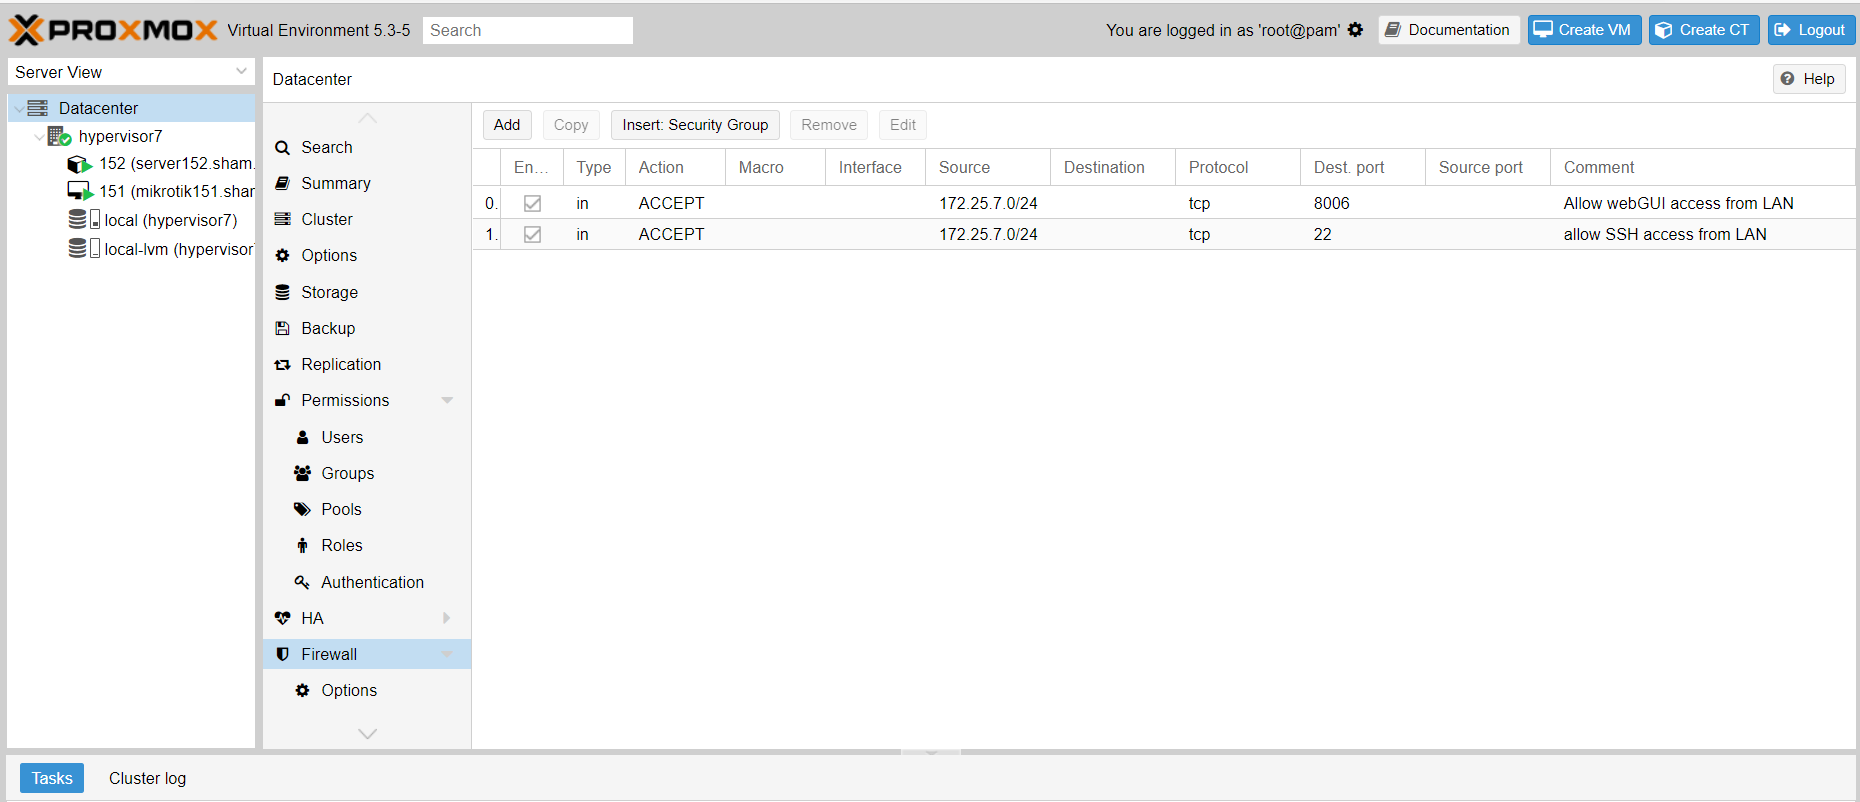 PROXMOX Virtual Environment 5.3-5 Search You are logged in as 'root@pam' Documentation Create VM Create CT Logout
Server View
Datacenter
hypervisor7
152 (server152.sham.
151 (mikrotik151.shar
local (hypervisor7)
local-lvm (hypervisor
Datacenter Help
Search
Summary
Cluster
Options
Storage
Backup
Replication
Permissions
Users
Groups
Pools
Roles
Authentication
HA
Firewall
Options
Add Copy Insert: Security Group Remove Edit
En... Type Action Macro Interface Source Destination Protocol Dest. port Source port Comment
0. in ACCEPT 172.25.7.0/24 tcp 8006 Allow webGUI access from LAN
1. in ACCEPT 172.25.7.0/24 tcp 22 allow SSH access from LAN
Tasks Cluster log